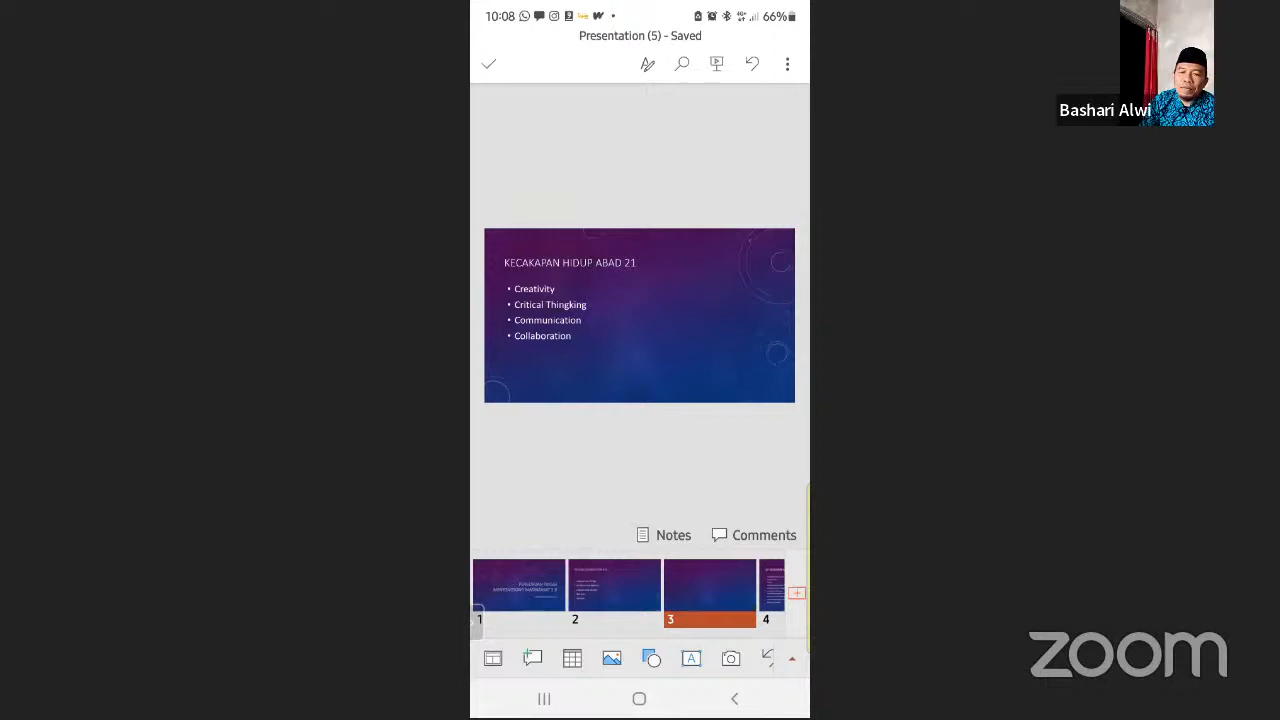 10:08
66%
Presentation (5) - Saved
Bashari Alwi
KECAKAPAN HIDUP ABAD 21
• Creativity
• Critical Thingking
• Communication
• Collaboration
Notes
Comments
1
2
3
4
zoom